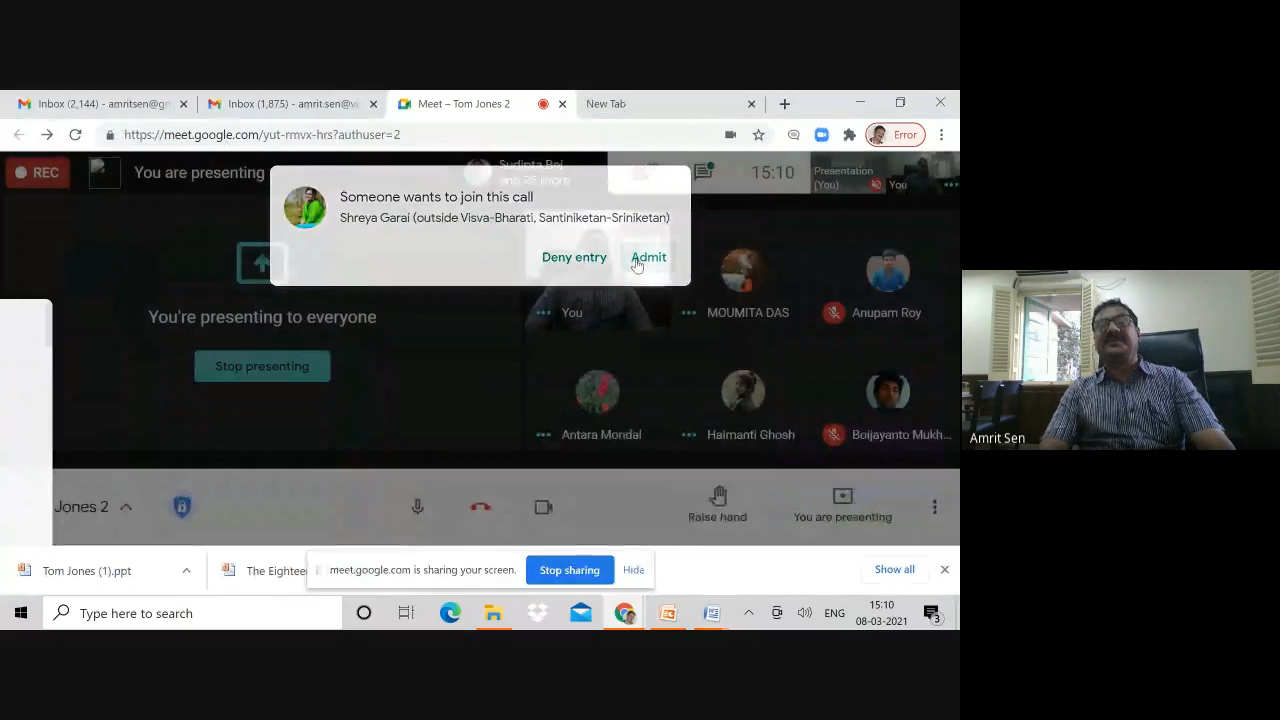 Inbox (2,144) - amritsen@gr
Inbox (1,875) - amrit.sen@vi
Meet – Tom Jones 2
New Tab
https://meet.google.com/yut-rmvx-hrs?authuser=2
Error
REC
You are presenting
15:10
Presentation
(You)
You
Someone wants to join this call
Shreya Garai (outside Visva-Bharati, Santiniketan-Sriniketan)
Deny entry
Admit
You're presenting to everyone
Stop presenting
You
MOUMITA DAS
Anupam Roy
Antara Mondal
Haimanti Ghosh
Boijayanto Mukh...
Amrit Sen
Jones 2
Raise hand
You are presenting
Tom Jones (1).ppt
The Eighteen
meet.google.com is sharing your screen.
Stop sharing
Hide
Show all
Type here to search
ENG
15:10
08-03-2021
3